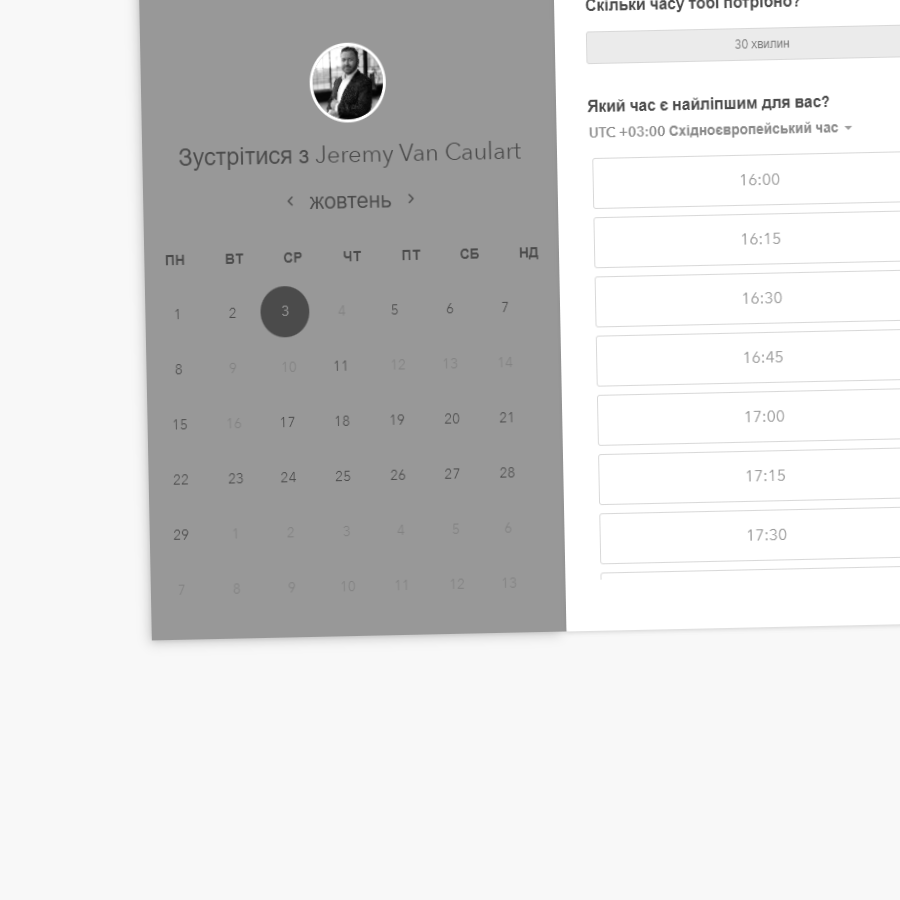 Зустрітися з Jeremy Van Caulart
‹ жовтень ›
ПН ВТ СР ЧТ ПТ СБ НД
1 2 3 4 5 6 7
8 9 10 11 12 13 14
15 16 17 18 19 20 21
22 23 24 25 26 27 28
29 1 2 3 4 5 6
7 8 9 10 11 12 13
Скільки часу тобі потрібно?
30 хвилин
Який час є найліпшим для вас?
UTC +03:00 Східноєвропейський час
16:00
16:15
16:30
16:45
17:00
17:15
17:30